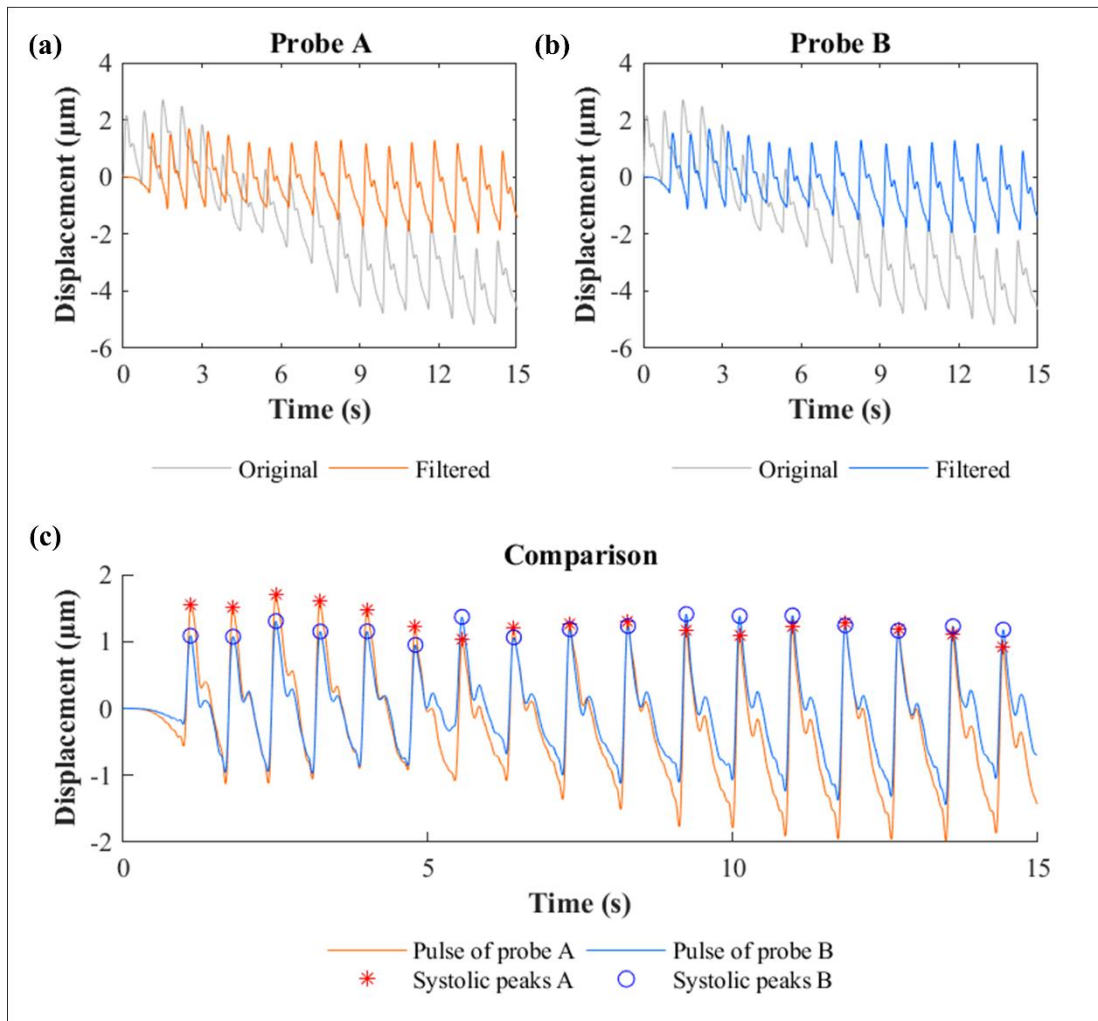 (a)
Probe A
Displacement (μm)
4
2
0
-2
-4
-6
0 3 6 9 12 15
Time (s)
Original Filtered
(b)
Probe B
Displacement (μm)
4
2
0
-2
-4
-6
0 3 6 9 12 15
Time (s)
Original Filtered
(c)
Comparison
Displacement (μm)
2
1
0
-1
-2
0 5 10 15
Time (s)
Pulse of probe A Pulse of probe B
Systolic peaks A Systolic peaks B